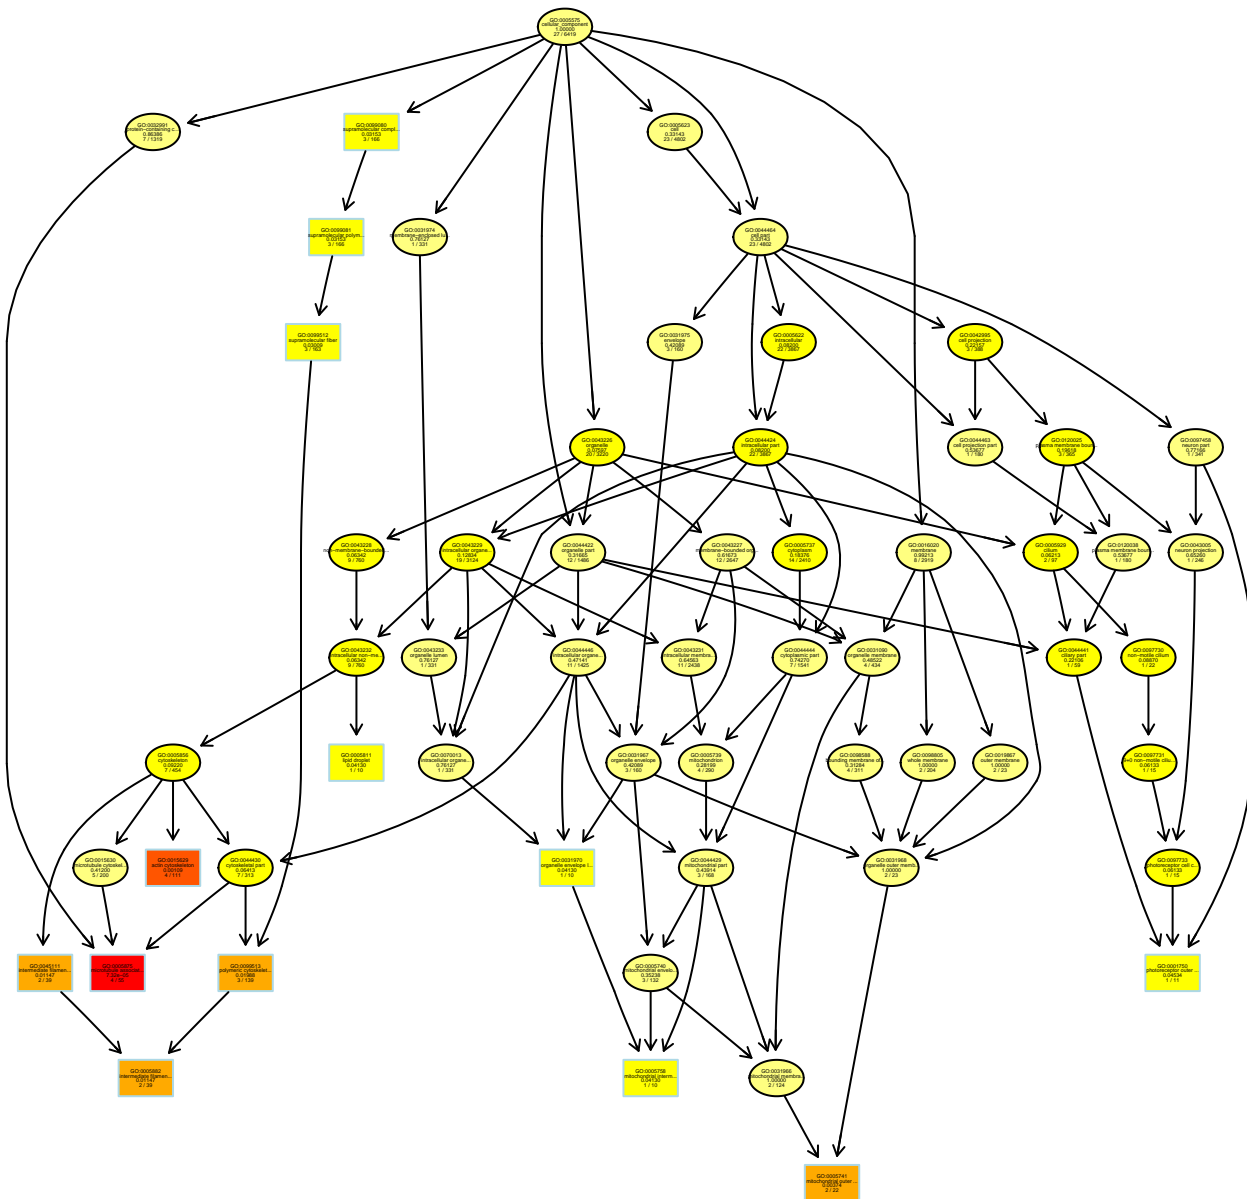 GO:0005575
cellular_component
1.00000
27 / 6419
GO:0032991
protein−containing c...
0.86386
7 / 1319
GO:0099080
supramolecular compl...
0.03153
3 / 166
GO:0005623
cell
0.33143
23 / 4802
GO:0099081
supramolecular polym...
0.03153
3 / 166
GO:0031974
membrane−enclosed lu...
0.76127
1 / 331
GO:0044464
cell part
0.33143
23 / 4802
GO:0099512
supramolecular fiber
0.03009
3 / 163
GO:0031975
envelope
0.42089
3 / 160
GO:0005622
intracellular
0.08200
22 / 3867
GO:0042995
cell projection
0.22157
3 / 388
GO:0043226
organelle
0.07597
20 / 3220
GO:0044424
intracellular part
0.08200
22 / 3867
GO:0044463
cell projection part
0.53677
1 / 180
GO:0120025
plasma membrane boun...
0.19618
3 / 365
GO:0097458
neuron part
0.77166
1 / 341
GO:0043228
non−membrane−bounded...
0.06342
9 / 760
GO:0043229
intracellular organe...
0.12804
19 / 3124
GO:0044422
organelle part
0.31665
12 / 1486
GO:0043227
membrane−bounded org...
0.61673
12 / 2647
GO:0005737
cytoplasm
0.19376
14 / 2410
GO:0016020
membrane
0.99213
8 / 2919
GO:0005929
cilium
0.06213
2 / 97
GO:0120038
plasma membrane boun...
0.53677
1 / 180
GO:0043005
neuron projection
0.65260
1 / 246
GO:0043232
intracellular non−me...
0.06342
9 / 760
GO:0043233
organelle lumen
0.76127
1 / 331
GO:0044446
intracellular organe...
0.47141
11 / 1425
GO:0043231
intracellular membra...
0.64563
11 / 2438
GO:0044444
cytoplasmic part
0.74270
7 / 1541
GO:0031090
organelle membrane
0.48522
4 / 434
GO:0044441
ciliary part
0.22106
1 / 59
GO:0097730
non−motile cilium
0.08870
1 / 22
GO:0005856
cytoskeleton
0.09220
7 / 454
GO:0005811
lipid droplet
0.04130
1 / 10
GO:0070013
intracellular organe...
0.76127
1 / 331
GO:0031967
organelle envelope
0.42089
3 / 160
GO:0005739
mitochondrion
0.28199
4 / 290
GO:0098588
bounding membrane of...
0.31284
4 / 311
GO:0098805
whole membrane
1.00000
2 / 204
GO:0019867
outer membrane
1.00000
2 / 23
GO:0097731
9+0 non−motile ciliu...
0.06133
1 / 15
GO:0015630
microtubule cytoskel...
0.41200
5 / 200
GO:0015629
actin cytoskeleton
0.00109
4 / 111
GO:0044430
cytoskeletal part
0.06413
7 / 313
GO:0031970
organelle envelope l...
0.04130
1 / 10
GO:0044429
mitochondrial part
0.43914
3 / 168
GO:0031968
organelle outer memb...
1.00000
2 / 23
GO:0097733
photoreceptor cell c...
0.06133
1 / 15
GO:0045111
intermediate filamen...
0.01147
2 / 39
GO:0099513
polymeric cytoskelet...
0.01988
3 / 139
GO:0005740
mitochondrial envelo...
0.35238
3 / 132
GO:0001750
photoreceptor outer ...
0.04534
1 / 11
GO:0005882
intermediate filamen...
0.01147
2 / 39
GO:0005758
mitochondrial interm...
0.04130
1 / 10
GO:0031966
mitochondrial membra...
1.00000
2 / 124
GO:0005741
mitochondrial outer ...
0.00374
2 / 22